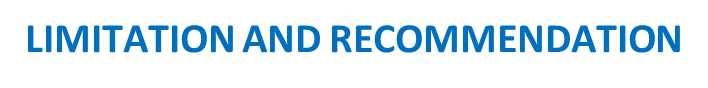 LIMITATION AND RECOMMENDATION